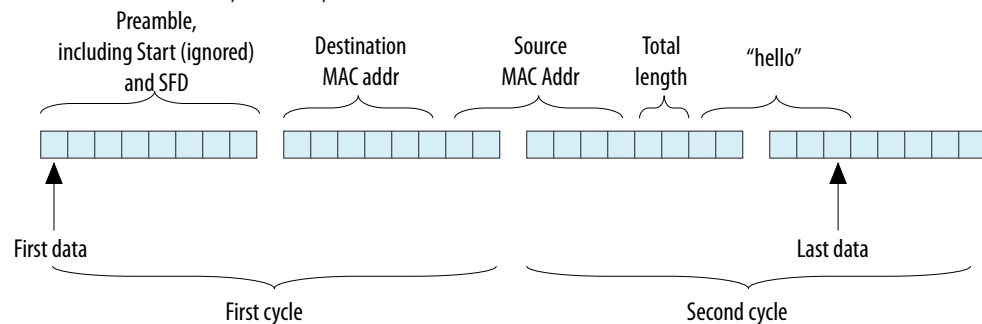 Preamble,
including Start (ignored)
and SFD
Destination
MAC addr
Source
MAC Addr
Total
length
“hello”
First data
Last data
First cycle
Second cycle